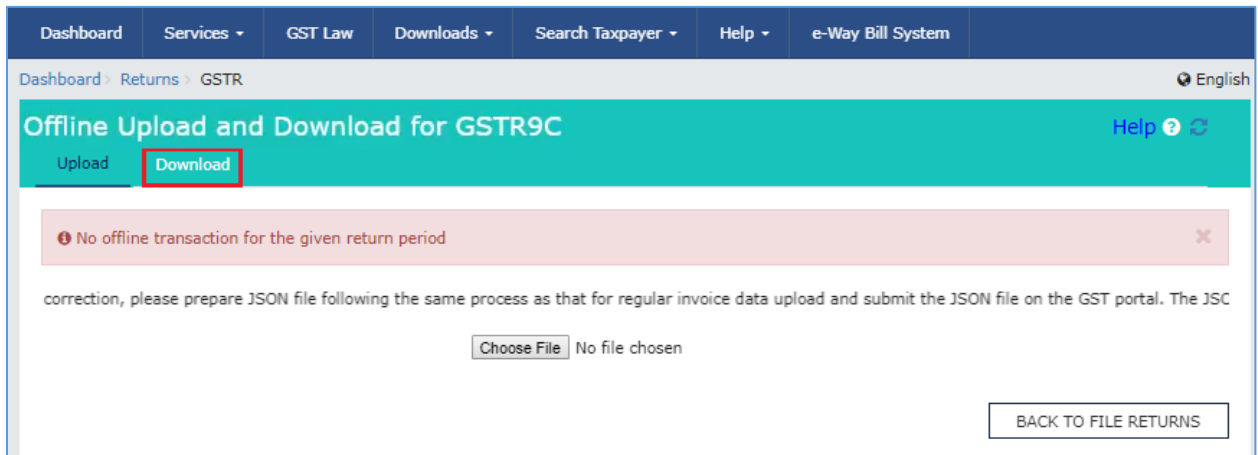 Dashboard Services GST Law Downloads Search Taxpayer Help e-Way Bill System
Dashboard > Returns > GSTR English
Offline Upload and Download for GSTR9C Help
Upload Download
No offline transaction for the given return period
correction, please prepare JSON file following the same process as that for regular invoice data upload and submit the JSON file on the GST portal. The JSC
Choose File No file chosen
BACK TO FILE RETURNS